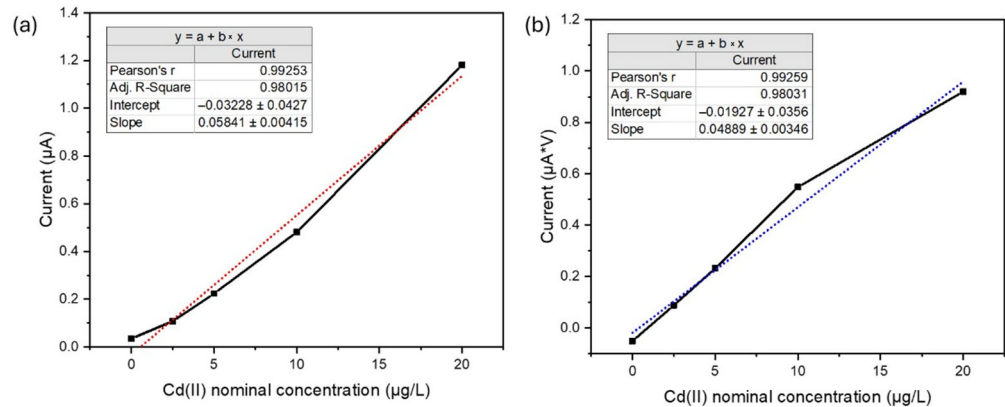 (a)
1.4
1.2
1.0
0.8
0.6
0.4
0.2
0.0
Current (µA)
y = a + b × x
Current
Pearson's r 0.99253
Adj. R-Square 0.98015
Intercept −0.03228 ± 0.0427
Slope 0.05841 ± 0.00415
0 5 10 15 20
Cd(II) nominal concentration (µg/L)
(b)
1.2
1.0
0.8
0.6
0.4
0.2
0.0
Current (µA*V)
y = a + b × x
Current
Pearson's r 0.99259
Adj. R-Square 0.98031
Intercept −0.01927 ± 0.0356
Slope 0.04889 ± 0.00346
0 5 10 15 20
Cd(II) nominal concentration (µg/L)